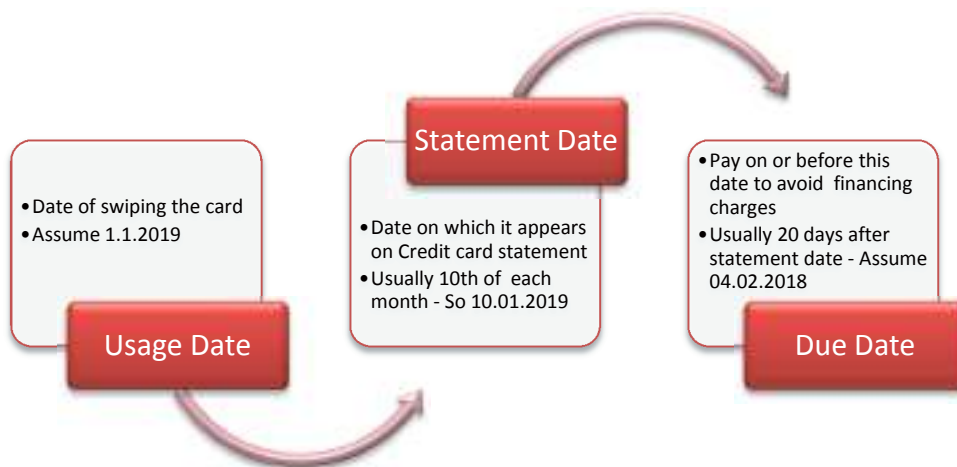 •Date of swiping the card
•Assume 1.1.2019
Usage Date
Statement Date
•Date on which it appears
on Credit card statement
•Usually 10th of each
month - So 10.01.2019
•Pay on or before this
date to avoid financing
charges
•Usually 20 days after
statement date - Assume
04.02.2018
Due Date